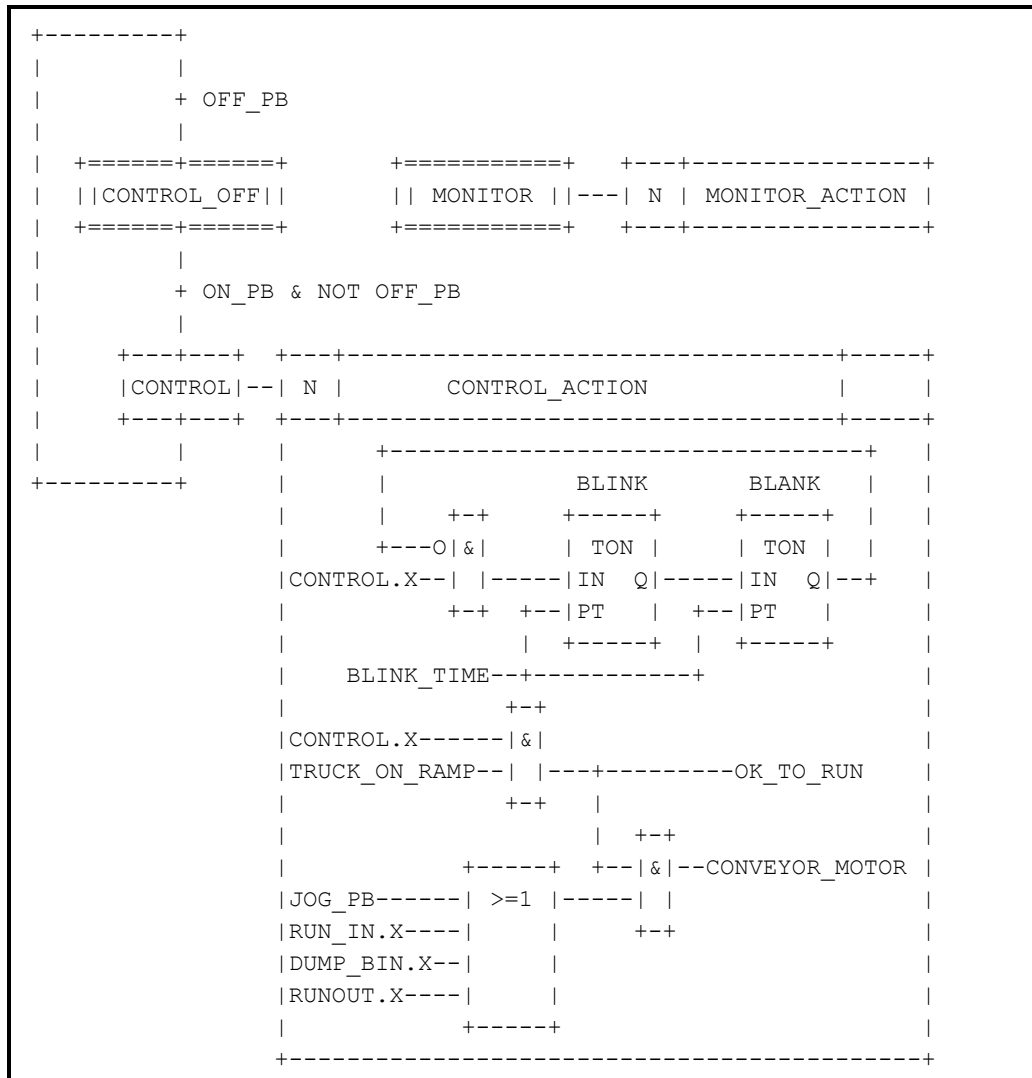 OFF_PB
CONTROL_OFF MONITOR N MONITOR_ACTION
ON_PB & NOT OFF_PB
CONTROL N CONTROL_ACTION
BLINK BLANK
& TON TON
CONTROL.X IN Q IN Q
PT PT
BLINK_TIME
CONTROL.X &
TRUCK_ON_RAMP OK_TO_RUN
& CONVEYOR_MOTOR
JOG_PB >=1
RUN_IN.X
DUMP_BIN.X
RUNOUT.X